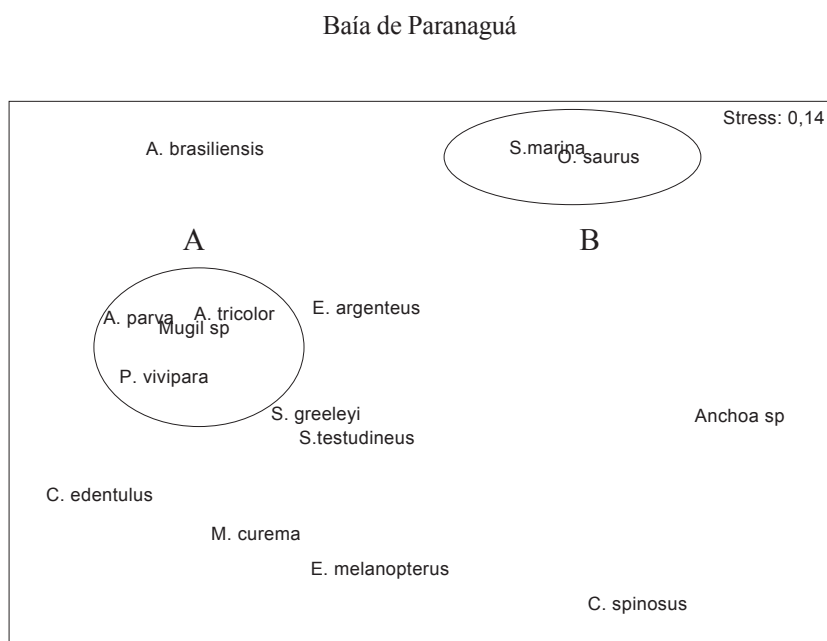 Baía de Paranaguá
Stress: 0,14
A. brasiliensis
S.marina
O. saurus
A
B
A. parva
A. tricolor
Mugil sp
E. argenteus
P. vivipara
S. greeleyi
S.testudineus
Anchoa sp
C. edentulus
M. curema
E. melanopterus
C. spinosus